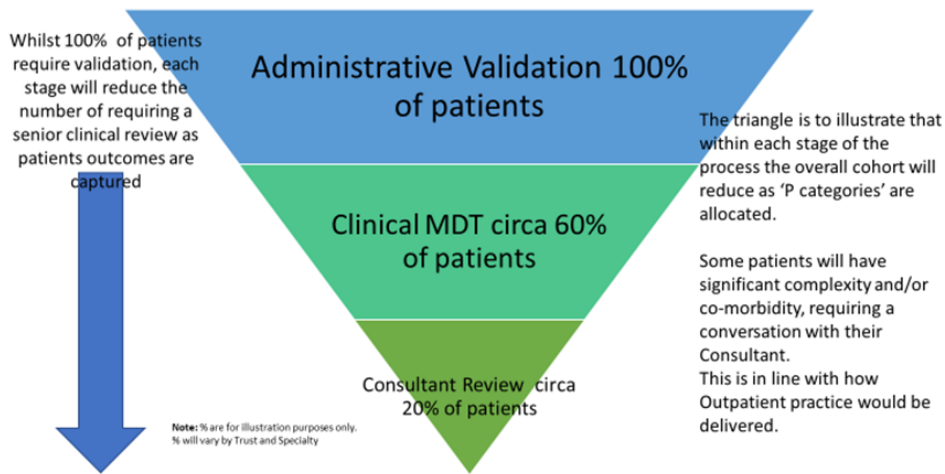 Whilst 100% of patients
require validation, each
stage will reduce the
number of requiring a
senior clinical review as
patients outcomes are
captured
Administrative Validation 100%
of patients
Clinical MDT circa 60%
of patients
Consultant Review circa
20% of patients
Note: % are for illustration purposes only.
% will vary by Trust and Specialty
The triangle is to illustrate that
within each stage of the
process the overall cohort will
reduce as ‘P categories’ are
allocated.
Some patients will have
significant complexity and/or
co-morbidity, requiring a
conversation with their
Consultant.
This is in line with how
Outpatient practice would be
delivered.